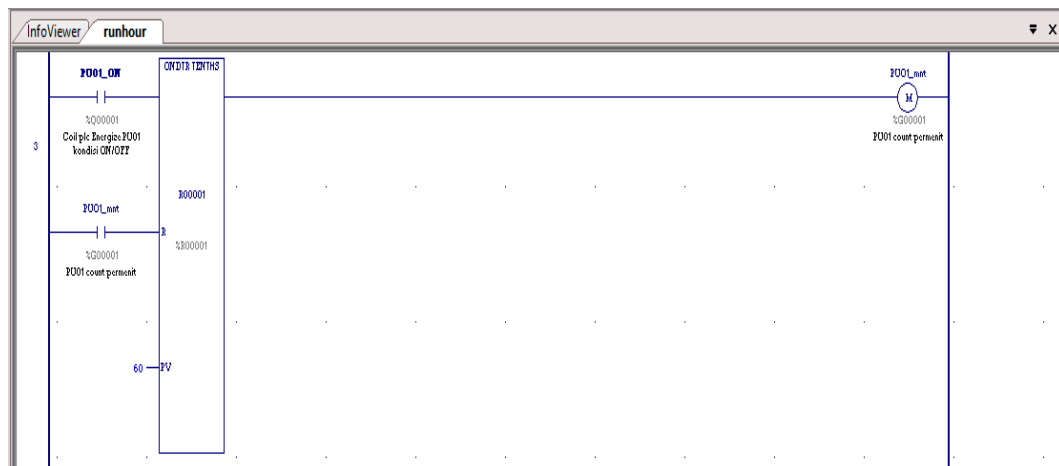 InfoViewer
runhour
PU01_ON
ONDTR TENTHS
PU01_mnt
M
%Q00001
%G00001
Coil plc Energize PU01
kondisi ON/OFF
PU01 count permenit
3
R00001
PU01_mnt
R
%R00001
%G00001
PU01 count permenit
60
PV